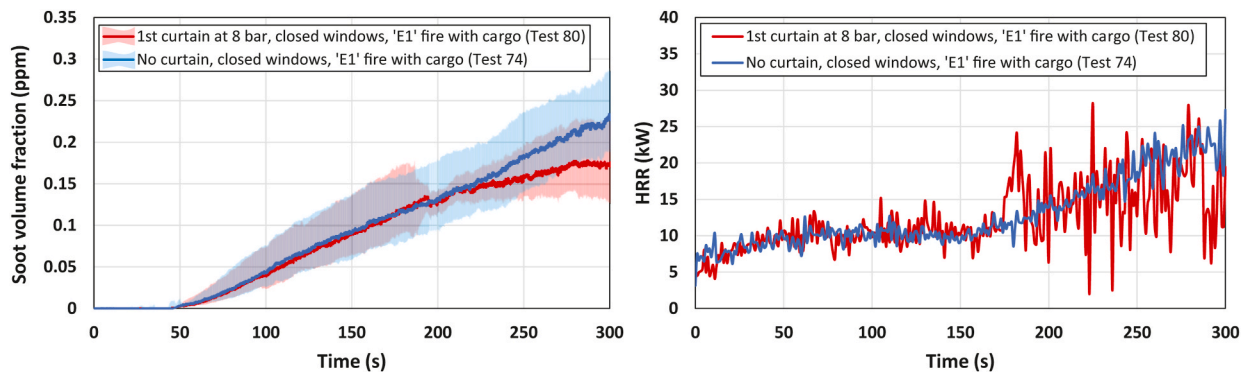 0.35
0.3
0.25
0.2
0.15
0.1
0.05
0
Soot volume fraction (ppm)
1st curtain at 8 bar, closed windows, 'E1' fire with cargo (Test 80)
No curtain, closed windows, 'E1' fire with cargo (Test 74)
0 50 100 150 200 250 300
Time (s)
40
35
30
25
20
15
10
5
0
HRR (kW)
1st curtain at 8 bar, closed windows, 'E1' fire with cargo (Test 80)
No curtain, closed windows, 'E1' fire with cargo (Test 74)
0 50 100 150 200 250 300
Time (s)